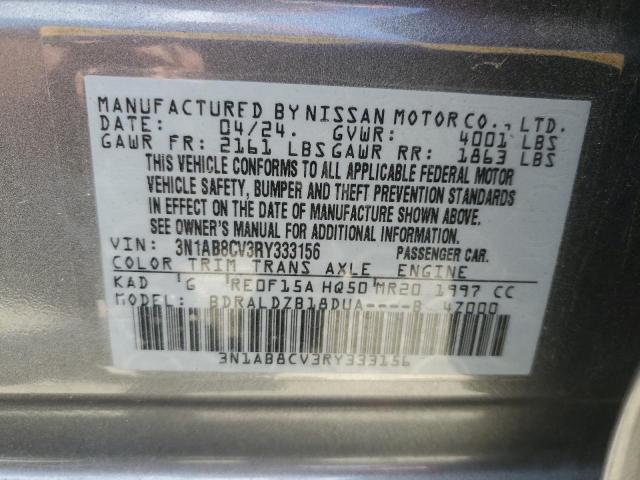 MANUFACTURED BY NISSAN MOTOR CO., LTD.
DATE: 04/24. GVWR: 4001 LBS
GAWR FR: 2161 LBS GAWR RR: 1863 LBS
THIS VEHICLE CONFORMS TO ALL APPLICABLE FEDERAL MOTOR
VEHICLE SAFETY, BUMPER AND THEFT PREVENTION STANDARDS
IN EFFECT ON THE DATE OF MANUFACTURE SHOWN ABOVE.
SEE OWNER'S MANUAL FOR ADDITIONAL INFORMATION.
VIN: 3N1AB8CV3RY333156 PASSENGER CAR.
COLOR TRIM TRANS AXLE ENGINE
KAD G RE0F15A HQ50 MR20 1997 CC
MODEL: BDRALDZB18DUA----B 4Z000
3N1AB8CV3RY333156